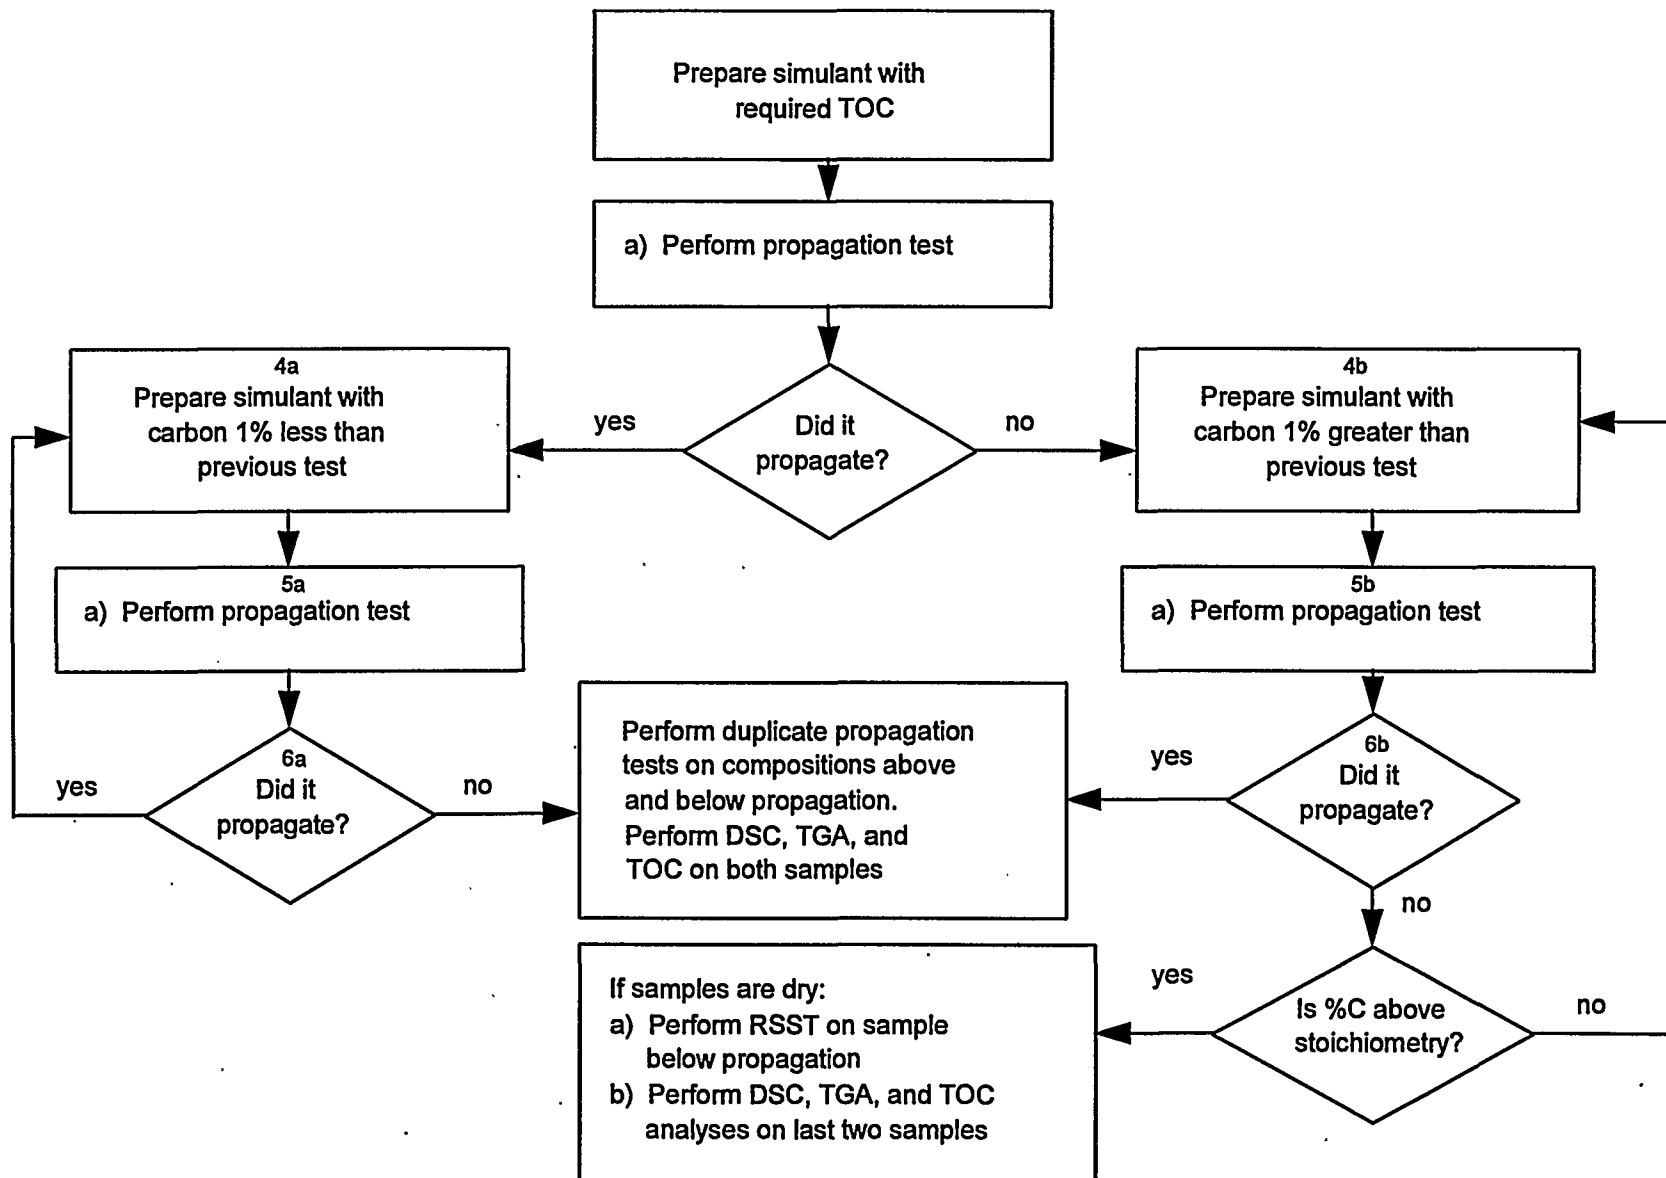 Prepare simulant with
required TOC
a) Perform propagation test
Did it
propagate?
yes
no
4a
Prepare simulant with
carbon 1% less than
previous test
4b
Prepare simulant with
carbon 1% greater than
previous test
5a
a) Perform propagation test
5b
a) Perform propagation test
6a
Did it
propagate?
yes
no
Perform duplicate propagation
tests on compositions above
and below propagation.
Perform DSC, TGA, and
TOC on both samples
6b
Did it
propagate?
yes
no
Is %C above
stoichiometry?
yes
no
If samples are dry:
a) Perform RSST on sample
below propagation
b) Perform DSC, TGA, and TOC
analyses on last two samples